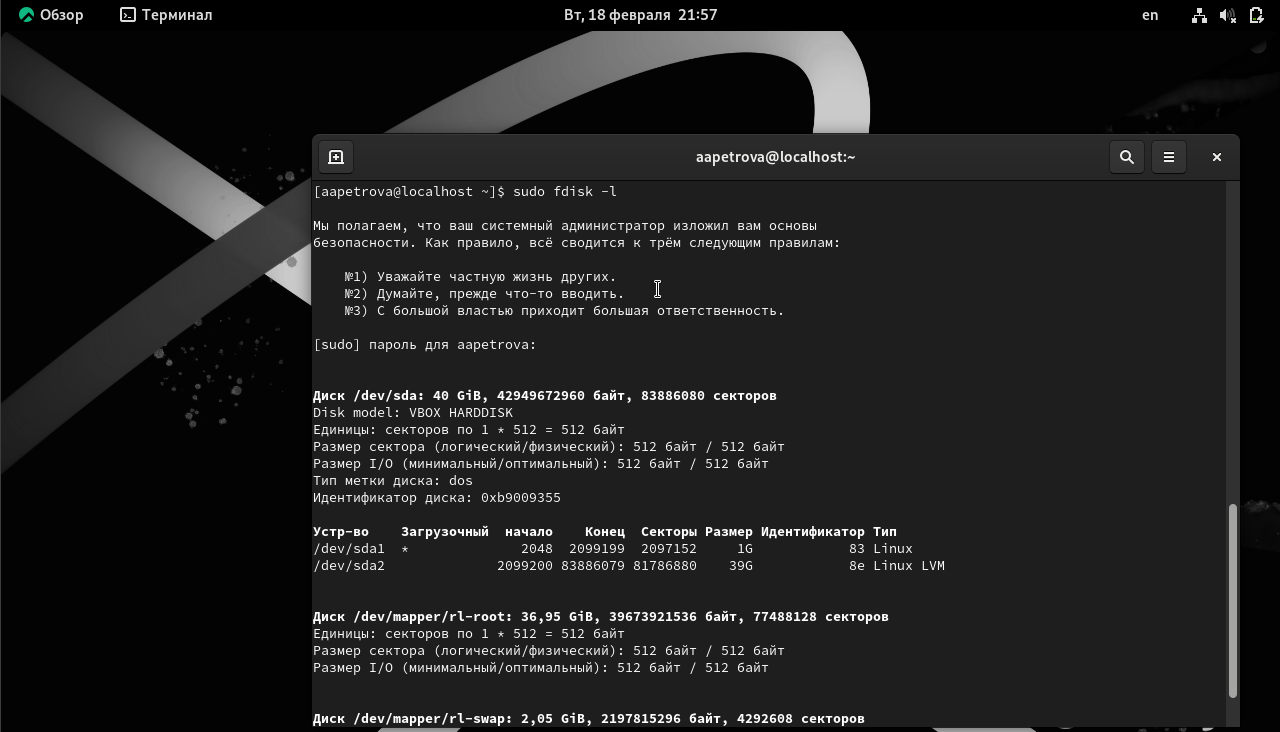 Обзор Терминал Вт, 18 февраля 21:57 en
aapetrova@localhost:~
[aapetrova@localhost ~]$ sudo fdisk -l
Мы полагаем, что ваш системный администратор изложил вам основы
безопасности. Как правило, всё сводится к трём следующим правилам:
№1) Уважайте частную жизнь других.
№2) Думайте, прежде что-то вводить.
№3) С большой властью приходит большая ответственность.
[sudo] пароль для aapetrova:
Диск /dev/sda: 40 GiB, 42949672960 байт, 83886080 секторов
Disk model: VBOX HARDDISK
Единицы: секторов по 1 * 512 = 512 байт
Размер сектора (логический/физический): 512 байт / 512 байт
Размер I/O (минимальный/оптимальный): 512 байт / 512 байт
Тип метки диска: dos
Идентификатор диска: 0xb9009355
Устр-во Загрузочный начало Конец Секторы Размер Идентификатор Тип
/dev/sda1 * 2048 2099199 2097152 1G 83 Linux
/dev/sda2 2099200 83886079 81786880 39G 8e Linux LVM
Диск /dev/mapper/rl-root: 36,95 GiB, 39673921536 байт, 77488128 секторов
Единицы: секторов по 1 * 512 = 512 байт
Размер сектора (логический/физический): 512 байт / 512 байт
Размер I/O (минимальный/оптимальный): 512 байт / 512 байт
Диск /dev/mapper/rl-swap: 2,05 GiB, 2197815296 байт, 4292608 секторов